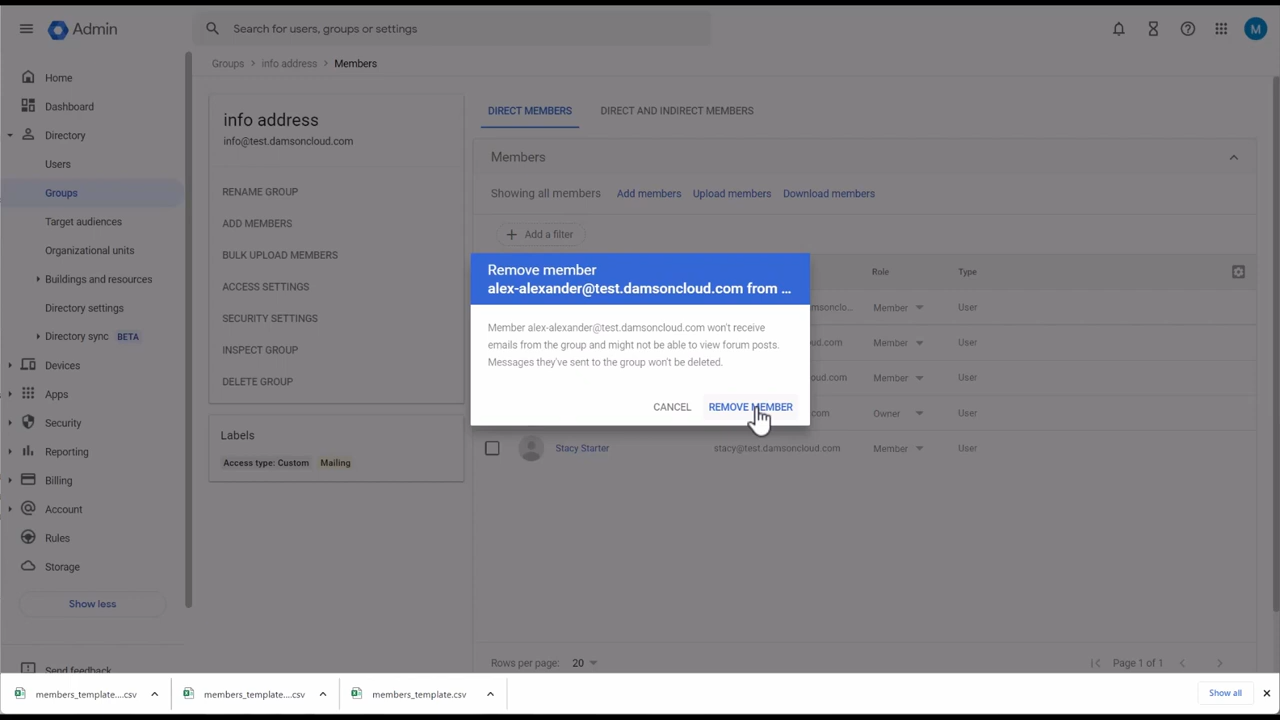 Admin
Search for users, groups or settings
M
Groups > info address > Members
Home
Dashboard
Directory
Users
Groups
Target audiences
Organizational units
Buildings and resources
Directory settings
Directory sync BETA
Devices
Apps
Security
Reporting
Billing
Account
Rules
Storage
Show less
Send feedback
info address
info@test.damsoncloud.com
RENAME GROUP
ADD MEMBERS
BULK UPLOAD MEMBERS
ACCESS SETTINGS
SECURITY SETTINGS
INSPECT GROUP
DELETE GROUP
Labels
Access type: Custom Mailing
DIRECT MEMBERS DIRECT AND INDIRECT MEMBERS
Members
Showing all members Add members Upload members Download members
Add a filter
Role Type
Remove member
alex-alexander@test.damsoncloud.com from ...
Member alex-alexander@test.damsoncloud.com won't receive
emails from the group and might not be able to view forum posts.
Messages they've sent to the group won't be deleted.
CANCEL REMOVE MEMBER
msonclo... Member User
oud.com Member User
loud.com Member User
.com Owner User
Stacy Starter stacy@test.damsoncloud.com Member User
Rows per page: 20 Page 1 of 1
members_template....csv members_template....csv members_template.csv Show all